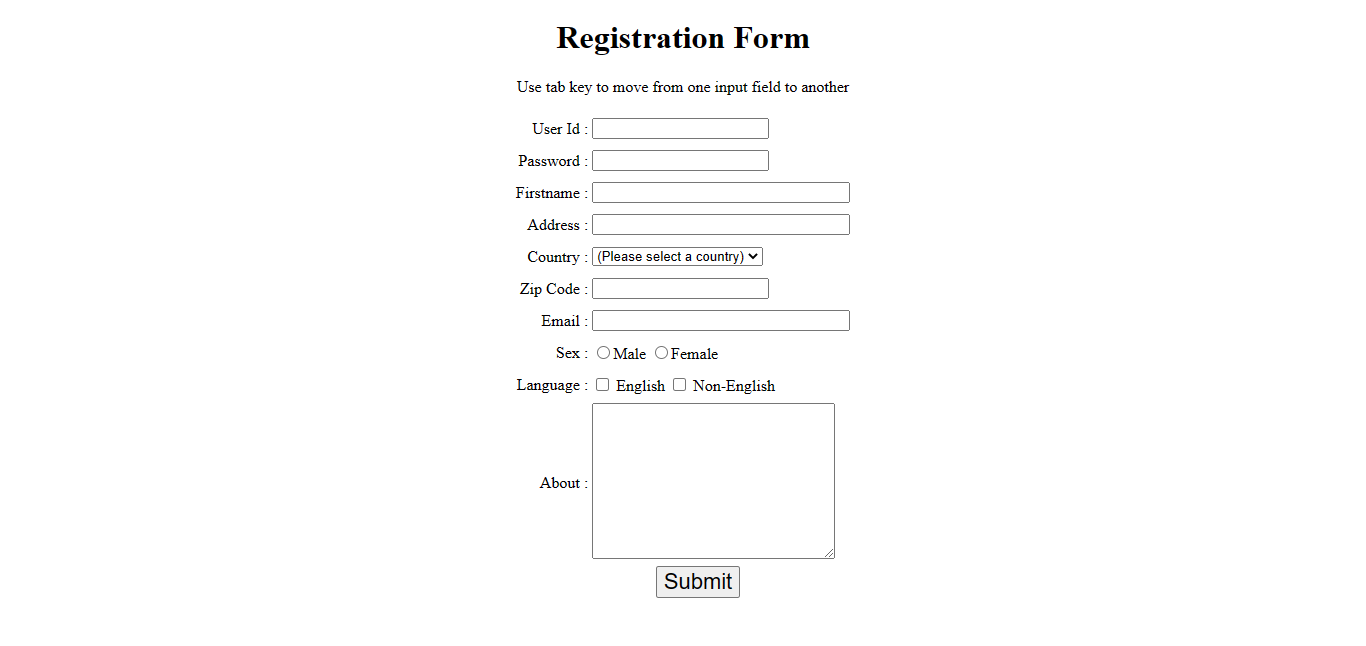 Registration Form
Use tab key to move from one input field to another
User Id :
Password :
Firstname :
Address :
Country : (Please select a country)
Zip Code :
Email :
Sex : Male Female
Language : English Non-English
About :
Submit